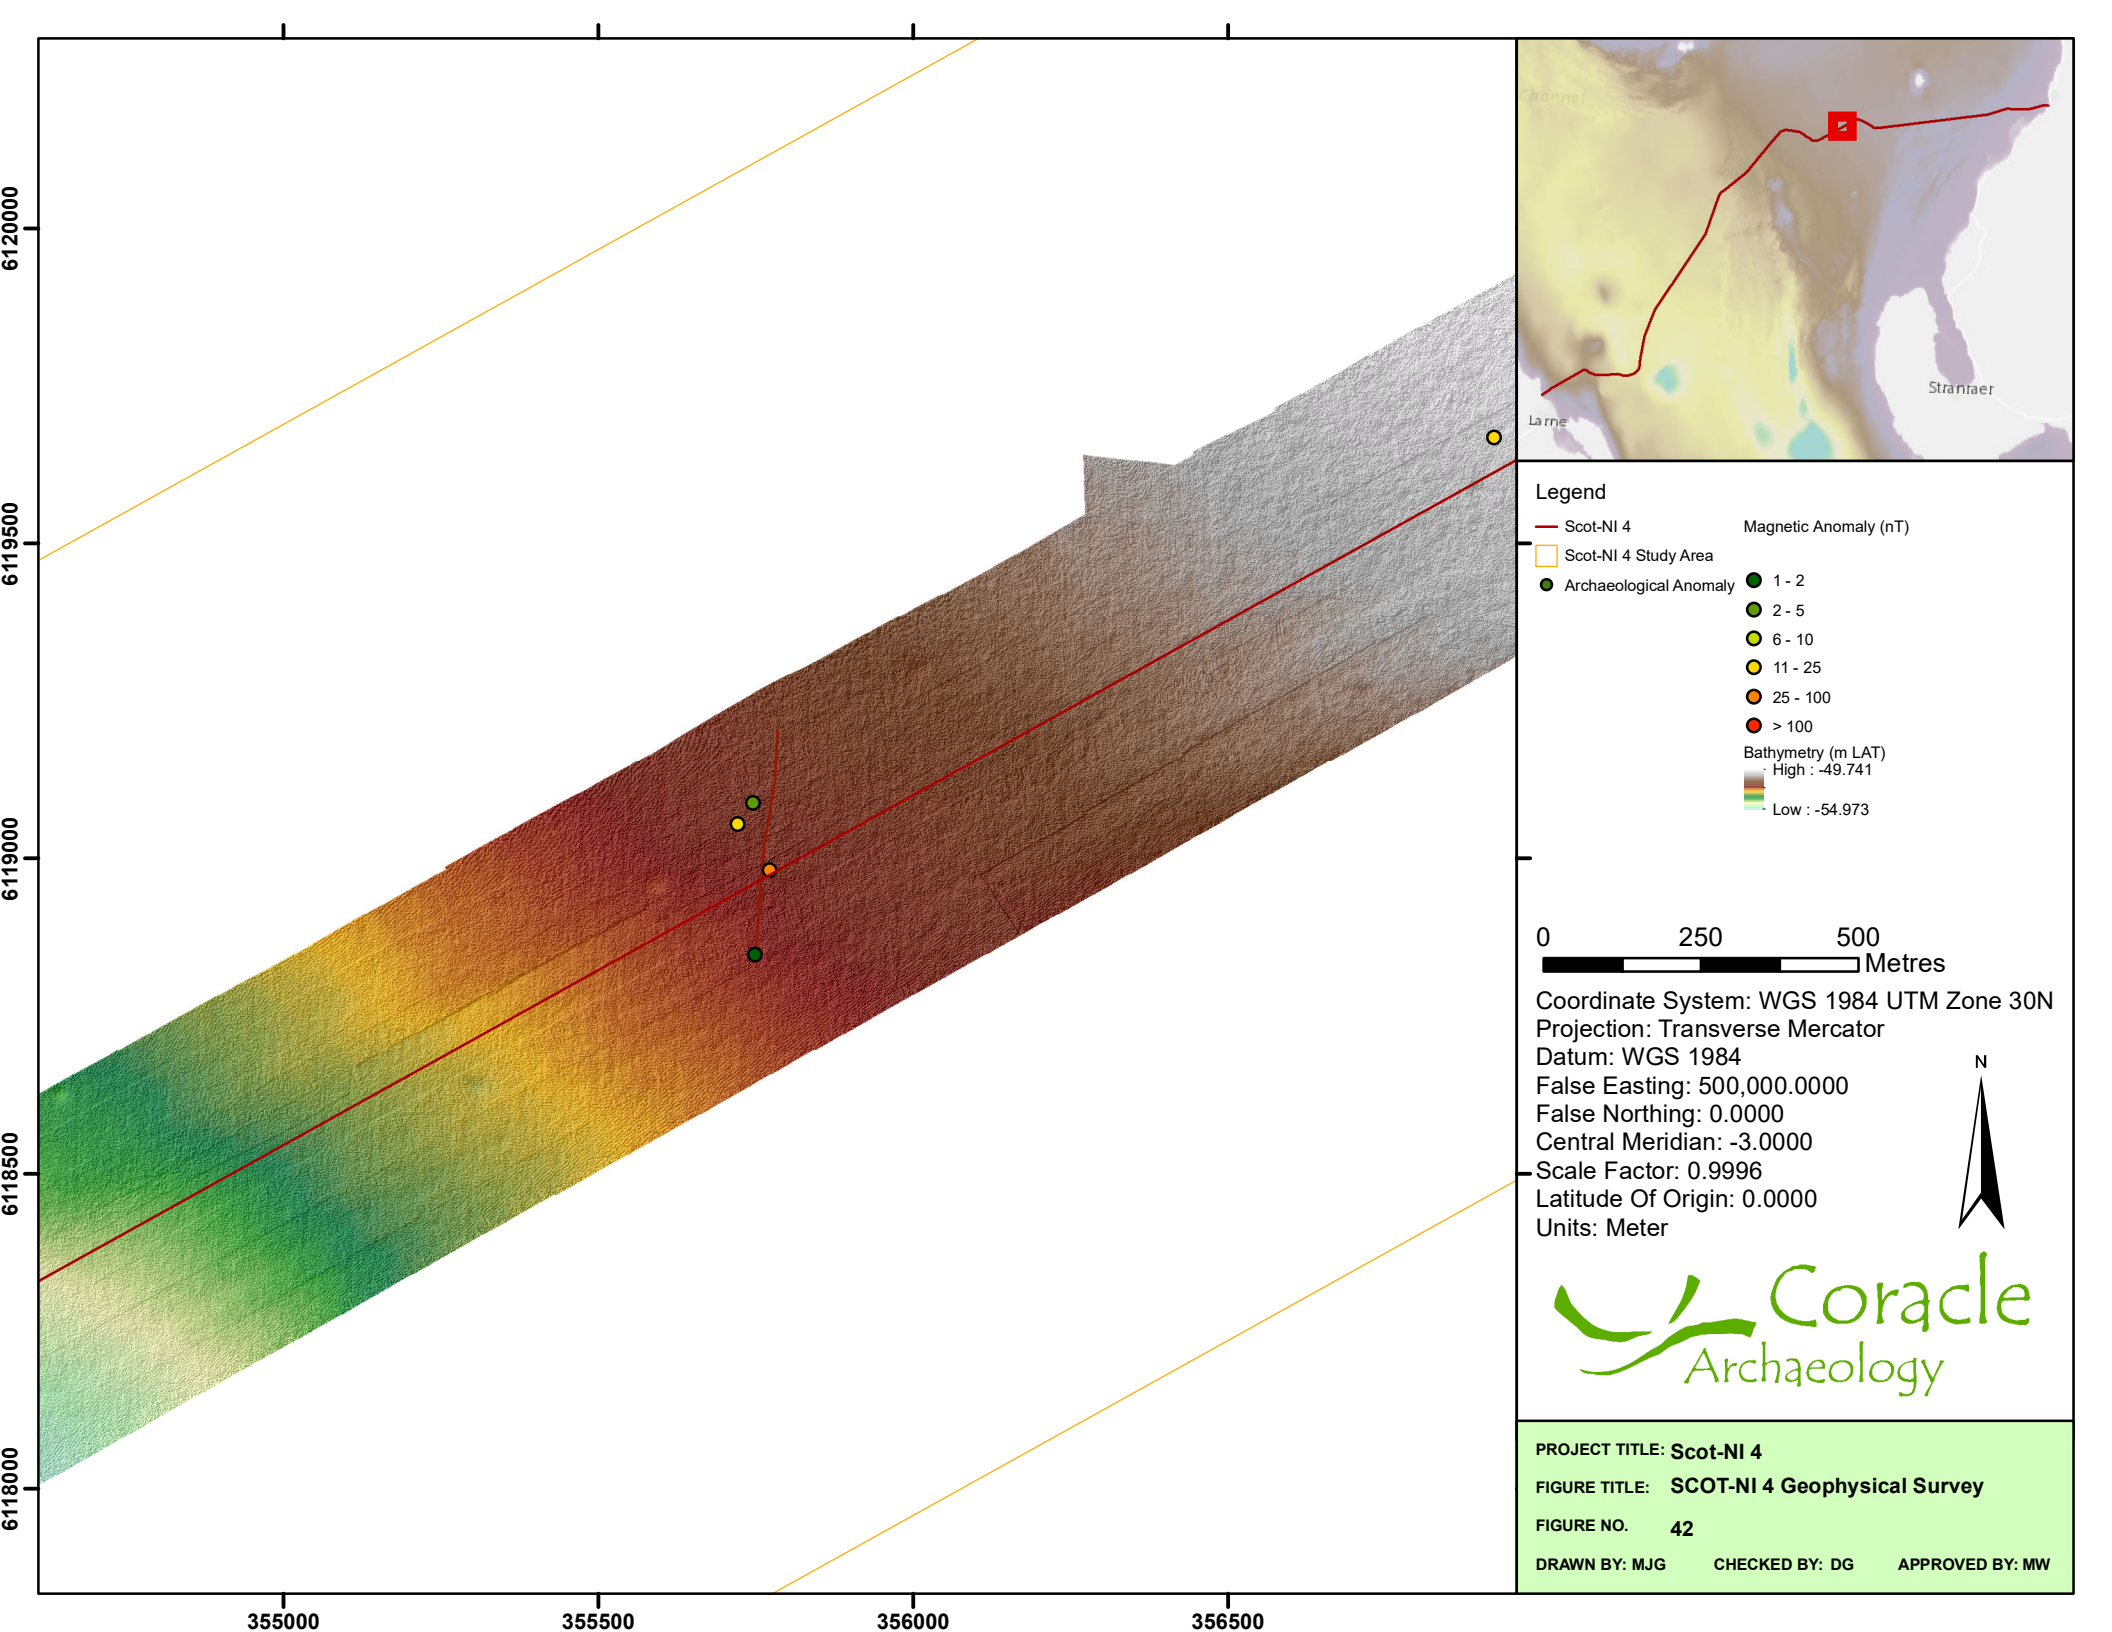 Channel
Larne
Stranraer
6120000
6119500
6119000
6118500
6118000
355000
355500
356000
356500
Legend
Scot-NI 4
Scot-NI 4 Study Area
Archaeological Anomaly
Magnetic Anomaly (nT)
1 - 2
2 - 5
6 - 10
11 - 25
25 - 100
> 100
Bathymetry (m LAT)
High : -49.741
Low : -54.973
0 250 500
Metres
Coordinate System: WGS 1984 UTM Zone 30N
Projection: Transverse Mercator
Datum: WGS 1984
False Easting: 500,000.0000
False Northing: 0.0000
Central Meridian: -3.0000
Scale Factor: 0.9996
Latitude Of Origin: 0.0000
Units: Meter
N
Coracle
Archaeology
PROJECT TITLE: Scot-NI 4
FIGURE TITLE: SCOT-NI 4 Geophysical Survey
FIGURE NO. 42
DRAWN BY: MJG CHECKED BY: DG APPROVED BY: MW